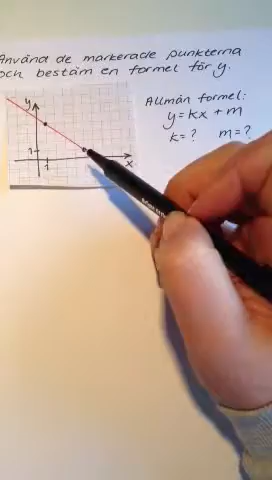 Använd de markerade punkterna
och bestäm en formel för y.
Allmän formel:
y = kx + m
k = ? m = ?
y
1
1
x